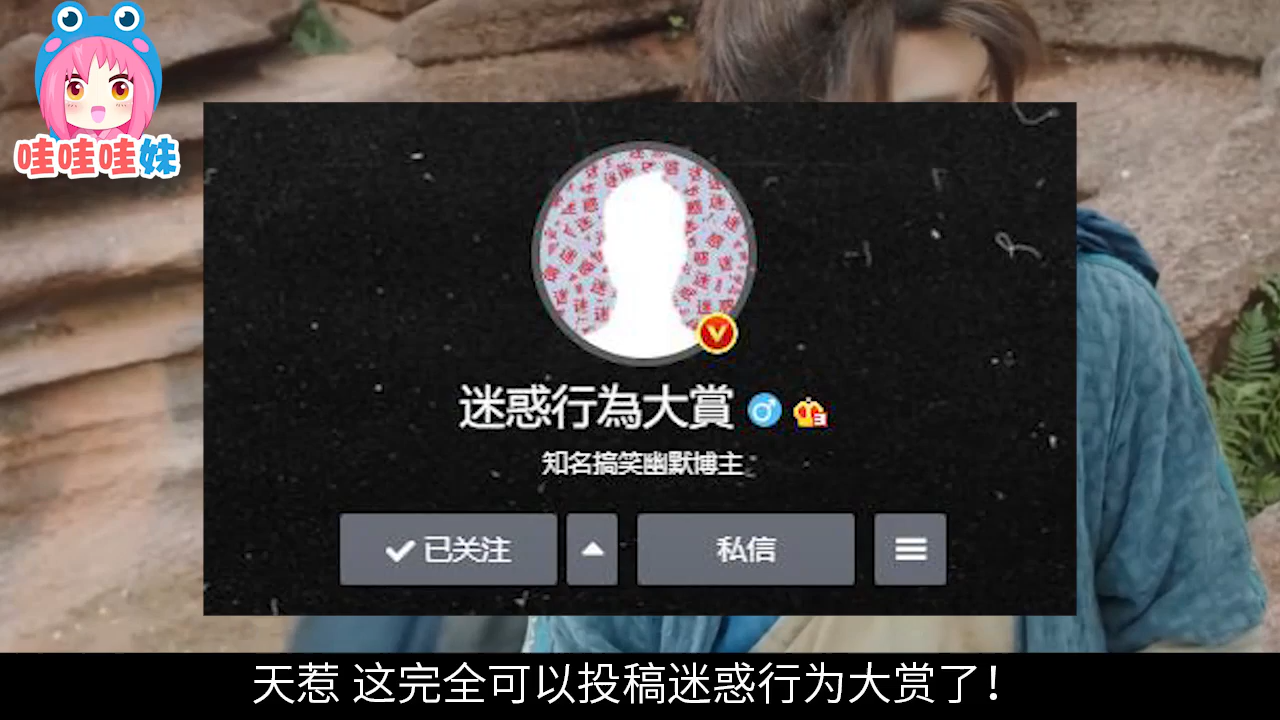 哇哇哇妹
迷惑行為大賞
知名搞笑幽默博主
已关注
私信
天惹 这完全可以投稿迷惑行为大赏了！